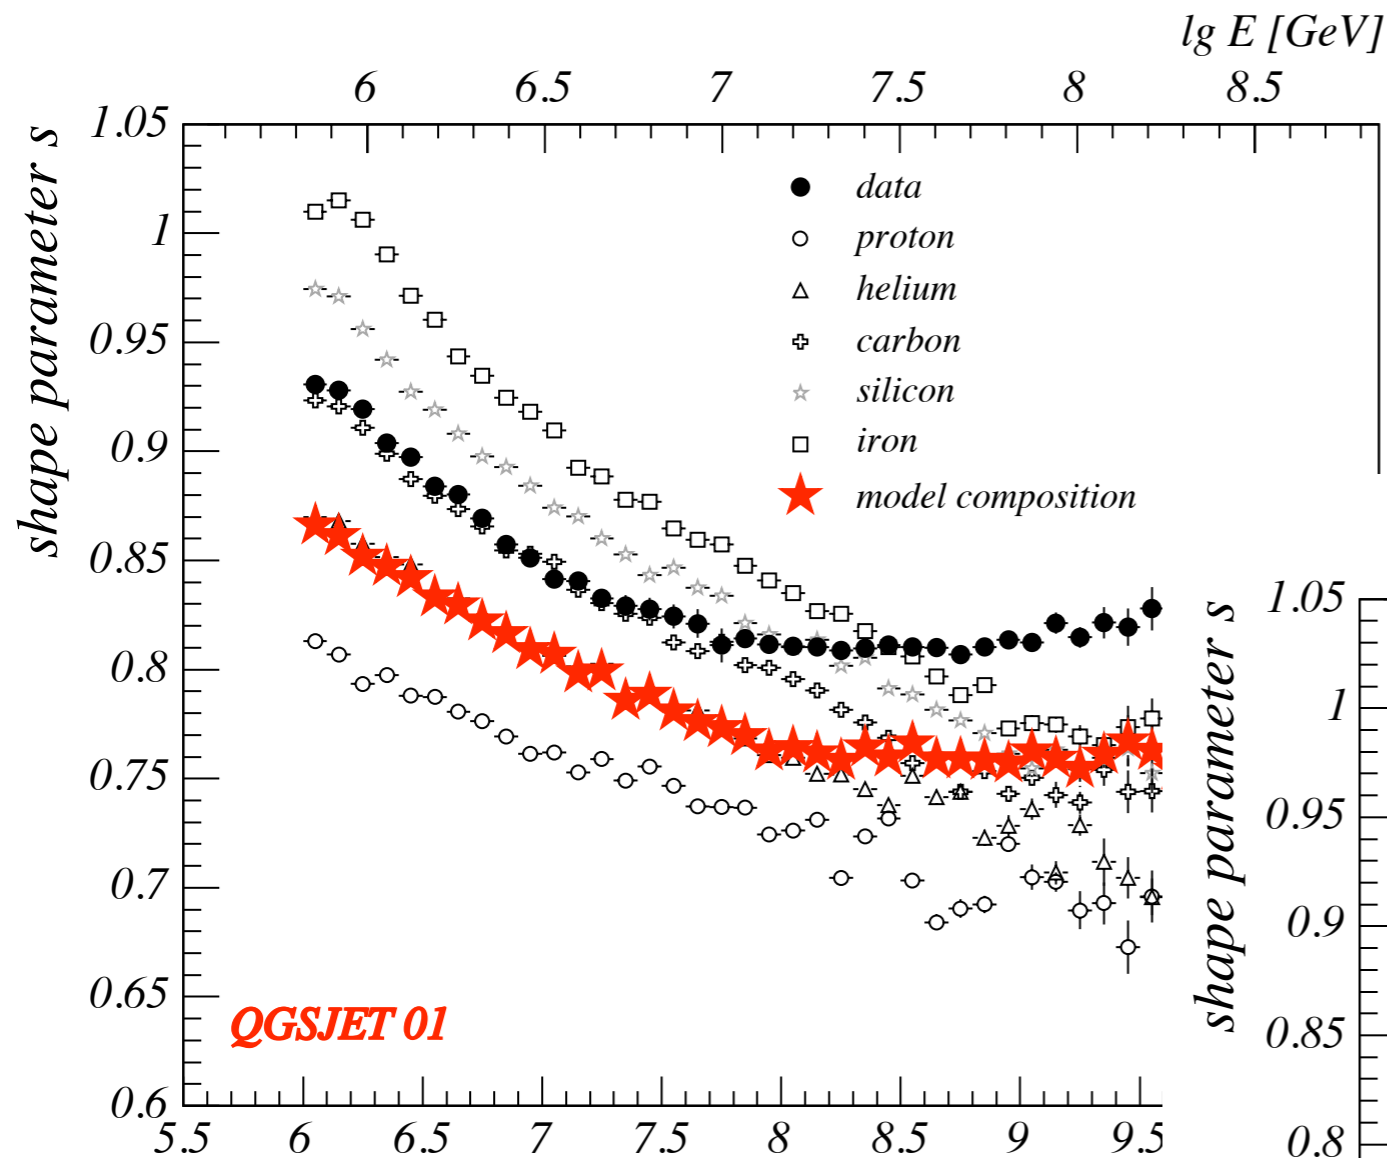 lg E [GeV]
6 6.5 7 7.5 8 8.5
shape parameter s
1.05
1
0.95
0.9
0.85
0.8
0.75
0.7
0.65
0.6
data
proton
helium
carbon
silicon
iron
model composition
QGSJET 01
5.5 6 6.5 7 7.5 8 8.5 9 9.5
shape parameter s
1.05
1
0.95
0.9
0.85
0.8